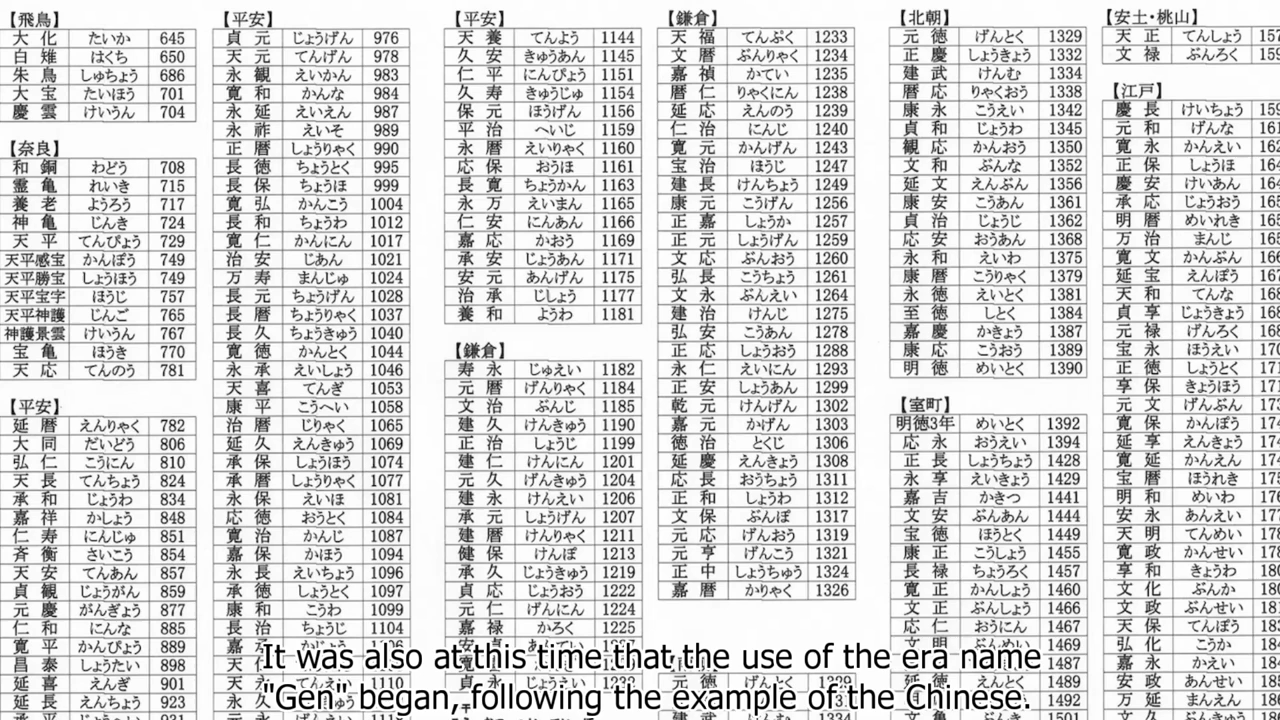 【飛鳥】
大化 たいか 645
白雉 はくち 650
朱鳥 しゅちょう 686
大宝 たいほう 701
慶雲 けいうん 704
【奈良】
和銅 わどう 708
霊亀 れいき 715
養老 ようろう 717
神亀 じんき 724
天平 てんぴょう 729
天平感宝 かんぽう 749
天平勝宝 しょうほう 749
天平宝字 ほうじ 757
天平神護 じんご 765
神護景雲 けいうん 767
宝亀 ほうき 770
天応 てんのう 781
【平安】
延暦 えんりゃく 782
大同 だいどう 806
弘仁 こうにん 810
天長 てんちょう 824
承和 じょうわ 834
嘉祥 かしょう 848
仁寿 にんじゅ 851
斉衡 さいこう 854
天安 てんあん 857
貞観 じょうがん 859
元慶 がんぎょう 877
仁和 にんな 885
寛平 かんぴょう 889
昌泰 しょうたい 898
延喜 えんぎ 901
延長 えんちょう 923
【平安】
貞元 じょうげん 976
天元 てんげん 978
永観 えいかん 983
寛和 かんな 984
永延 えいえん 987
永祚 えいそ 989
正暦 しょうりゃく 990
長徳 ちょうとく 995
長保 ちょうほ 999
寛弘 かんこう 1004
長和 ちょうわ 1012
寛仁 かんにん 1017
治安 じあん 1021
万寿 まんじゅ 1024
長元 ちょうげん 1028
長暦 ちょうりゃく 1037
長久 ちょうきゅう 1040
寛徳 かんとく 1044
永承 えいしょう 1046
天喜 てんぎ 1053
康平 こうへい 1058
治暦 じりゃく 1065
延久 えんきゅう 1069
承保 しょうほう 1074
承暦 しょうりゃく 1077
永保 えいほ 1081
応徳 おうとく 1084
寛治 かんじ 1087
嘉保 かほう 1094
永長 えいちょう 1096
承徳 しょうとく 1097
康和 こうわ 1099
長治 ちょうじ 1104
【平安】
天養 てんよう 1144
久安 きゅうあん 1145
仁平 にんぴょう 1151
久寿 きゅうじゅ 1154
保元 ほうげん 1156
平治 へいじ 1159
永暦 えいりゃく 1160
応保 おうほ 1161
長寛 ちょうかん 1163
永万 えいまん 1165
仁安 にんあん 1166
嘉応 かおう 1169
承安 じょうあん 1171
安元 あんげん 1175
治承 じしょう 1177
養和 ようわ 1181
【鎌倉】
寿永 じゅえい 1182
元暦 げんりゃく 1184
文治 ぶんじ 1185
建久 けんきゅう 1190
正治 しょうじ 1199
建仁 けんにん 1201
元久 げんきゅう 1204
建永 けんえい 1206
承元 しょうげん 1207
建暦 けんりゃく 1211
健保 けんぽ 1213
承久 じょうきゅう 1219
貞応 じょうおう 1222
元仁 げんにん 1224
嘉禄 かろく 1225
【鎌倉】
天福 てんぷく 1233
文暦 ぶんりゃく 1234
嘉禎 かてい 1235
暦仁 りゃくにん 1238
延応 えんのう 1239
仁治 にんじ 1240
寛元 かんげん 1243
宝治 ほうじ 1247
建長 けんちょう 1249
康元 こうげん 1256
正嘉 しょうか 1257
正元 しょうげん 1259
文応 ぶんおう 1260
弘長 こうちょう 1261
文永 ぶんえい 1264
建治 けんじ 1275
弘安 こうあん 1278
正応 しょうおう 1288
永仁 えいにん 1293
正安 しょうあん 1299
乾元 けんげん 1302
嘉元 かげん 1303
徳治 とくじ 1306
延慶 えんきょう 1308
応長 おうちょう 1311
正和 しょうわ 1312
文保 ぶんぽ 1317
元応 げんおう 1319
元亨 げんこう 1321
正中 しょうちゅう 1324
嘉暦 かりゃく 1326
【北朝】
元徳 げんとく 1329
正慶 しょうきょう 1332
建武 けんむ 1334
暦応 りゃくおう 1338
康永 こうえい 1342
貞和 じょうわ 1345
観応 かんおう 1350
文和 ぶんな 1352
延文 えんぶん 1356
康安 こうあん 1361
貞治 じょうじ 1362
応安 おうあん 1368
永和 えいわ 1375
康暦 こうりゃく 1379
永徳 えいとく 1381
至徳 しとく 1384
嘉慶 かきょう 1387
康応 こうおう 1389
明徳 めいとく 1390
【室町】
明徳3年 めいとく 1392
応永 おうえい 1394
正長 しょうちょう 1428
永享 えいきょう 1429
嘉吉 かきつ 1441
文安 ぶんあん 1444
宝徳 ほうとく 1449
康正 こうしょう 1455
長禄 ちょうろく 1457
寛正 かんしょう 1460
文正 ぶんしょう 1466
応仁 おうにん 1467
【安土・桃山】
天正 てんしょう
文禄 ぶんろく
【江戸】
慶長 けいちょう
元和 げんな
寛永 かんえい
正保 しょうほ
慶安 けいあん
承応 じょうおう
明暦 めいれき
万治 まんじ
寛文 かんぶん
延宝 えんぽう
天和 てんな
貞享 じょうきょう
元禄 げんろく
宝永 ほうえい
正徳 しょうとく
享保 きょうほう
元文 げんぶん
寛保 かんぽう
延享 えんきょう
寛延 かんえん
宝暦 ほうれき
明和 めいわ
安永 あんえい
天明 てんめい
寛政 かんせい
享和 きょうわ
文化 ぶんか
文政 ぶんせい
天保 てんぽう
弘化 こうか
嘉永 かえい
安政 あんせい
万延 まんえん
It was also at this time that the use of the era name
"Gen" began, following the example of the Chinese.